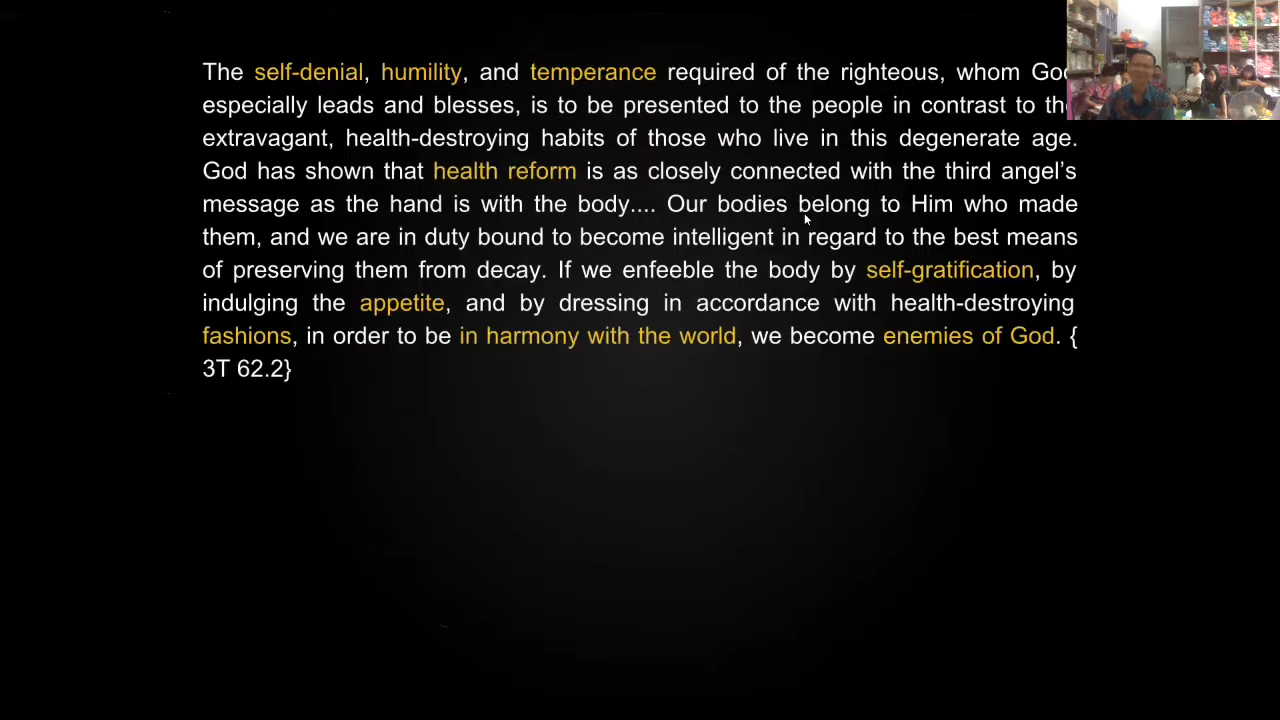 The self-denial, humility, and temperance required of the righteous, whom God
especially leads and blesses, is to be presented to the people in contrast to the
extravagant, health-destroying habits of those who live in this degenerate age.
God has shown that health reform is as closely connected with the third angel’s
message as the hand is with the body.... Our bodies belong to Him who made
them, and we are in duty bound to become intelligent in regard to the best means
of preserving them from decay. If we enfeeble the body by self-gratification, by
indulging the appetite, and by dressing in accordance with health-destroying
fashions, in order to be in harmony with the world, we become enemies of God. {
3T 62.2}